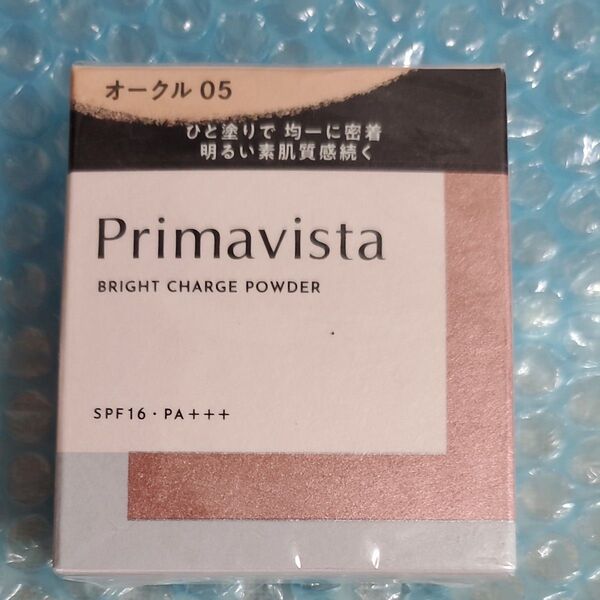 オークル 05
ひと塗りで 均一に密着
明るい素肌質感続く
Primavista
BRIGHT CHARGE POWDER
SPF16・PA+++